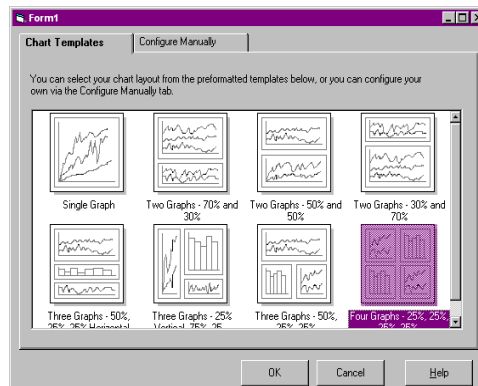 Form1
Chart Templates
Configure Manually
You can select your chart layout from the preformatted templates below, or you can configure your
own via the Configure Manually tab.
Single Graph
Two Graphs - 70% and
30%
Two Graphs - 50% and
50%
Two Graphs - 30% and
70%
Three Graphs - 50%,
25%, 25% Horizontal
Three Graphs - 25%
Vertical, 75%, 25
Three Graphs - 50%,
25%, 25%
Four Graphs - 25%, 25%,
25%, 25%
OK
Cancel
Help